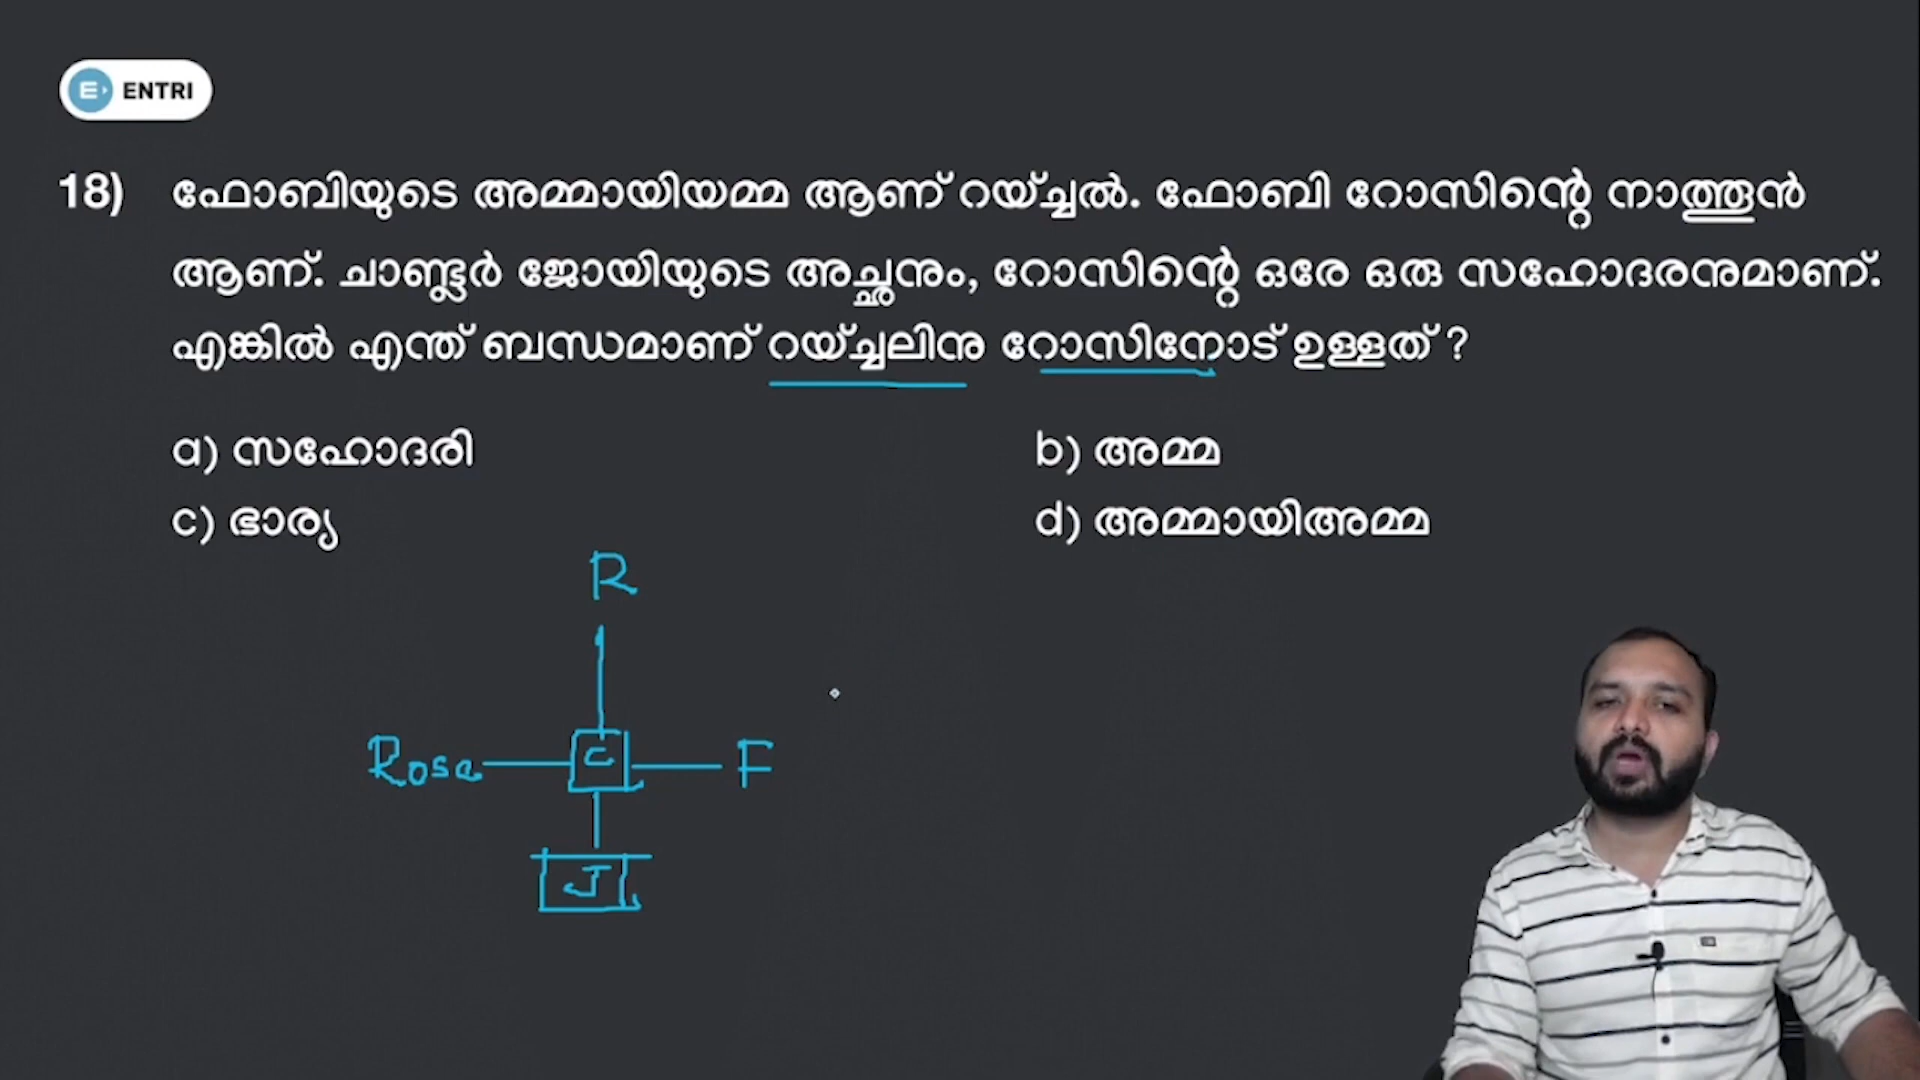 ENTRI
18) ഫോബിയുടെ അമ്മായിയമ്മ ആണ് റയ്ച്ചൽ. ഫോബി റോസിന്റെ നാത്തൂൻ
ആണ്. ചാണ്ട്ലർ ജോയിയുടെ അച്ഛനും, റോസിന്റെ ഒരേ ഒരു സഹോദരനുമാണ്.
എങ്കിൽ എന്ത് ബന്ധമാണ് റയ്ച്ചലിനു റോസിനോട് ഉള്ളത് ?
a) സഹോദരി b) അമ്മ
c) ഭാര്യ d) അമ്മായിഅമ്മ
R
Rose C F
J